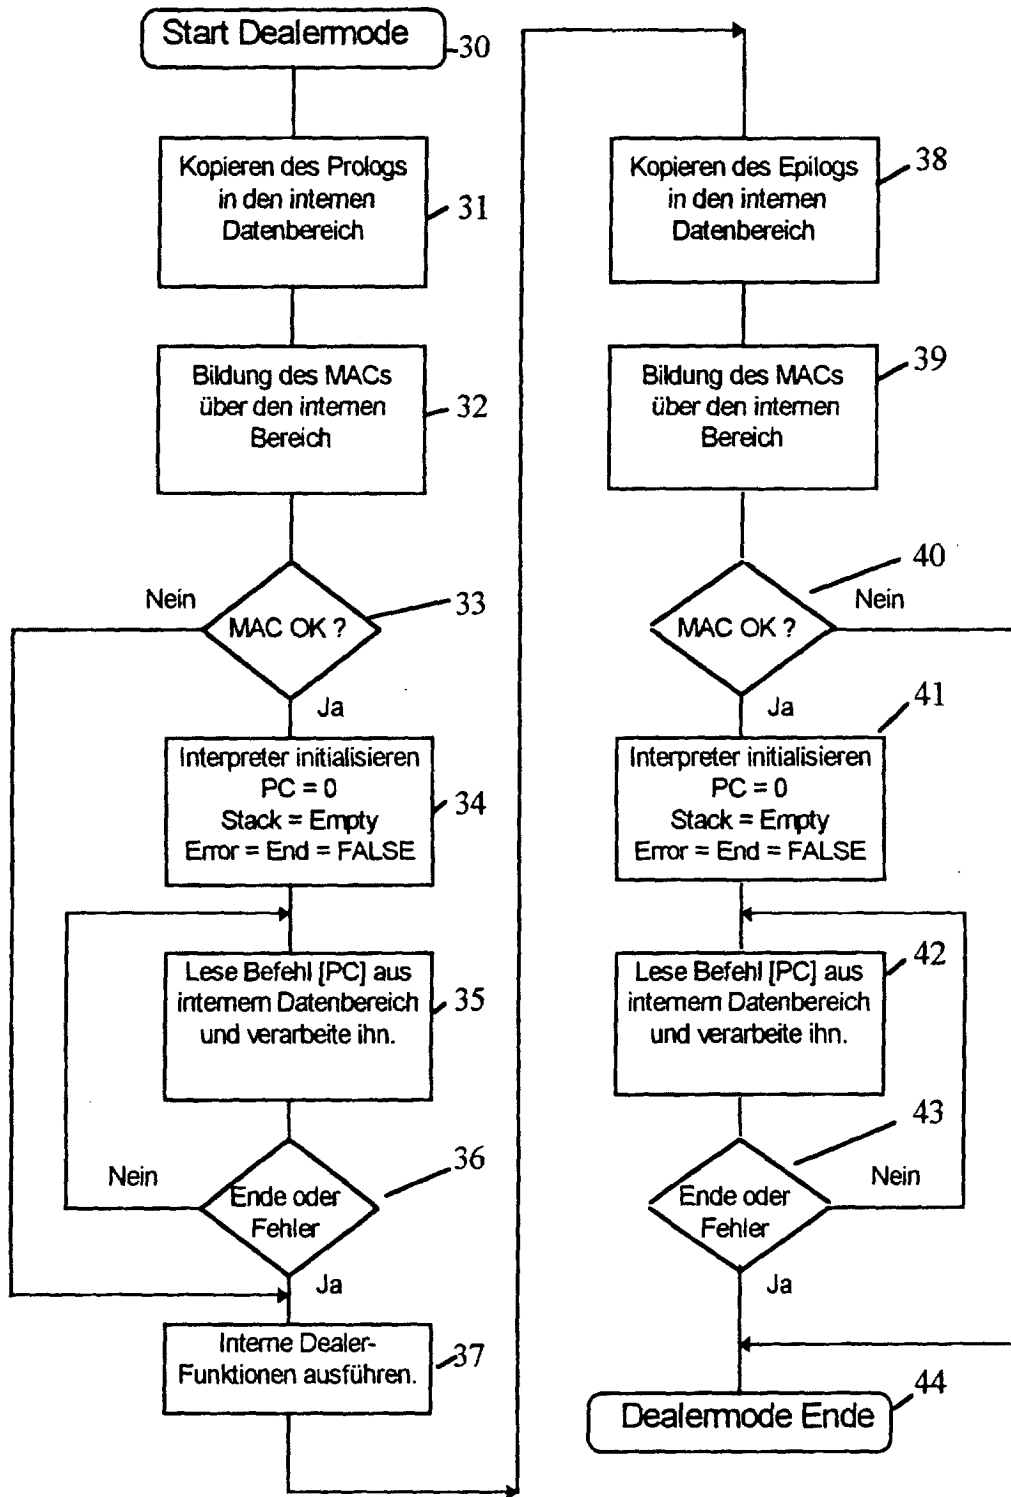 Start Dealermode
30
Kopieren des Prologs
in den internen
Datenbereich
31
Bildung des MACs
über den internen
Bereich
32
Nein
MAC OK ?
33
Ja
Interpreter initialisieren
PC = 0
Stack = Empty
Error = End = FALSE
34
Lese Befehl [PC] aus
internem Datenbereich
und verarbeite ihn.
35
Nein
Ende oder
Fehler
36
Ja
Interne Dealer-
Funktionen ausführen.
37
Kopieren des Epilogs
in den internen
Datenbereich
38
Bildung des MACs
über den internen
Bereich
39
MAC OK ?
40
Nein
Ja
Interpreter initialisieren
PC = 0
Stack = Empty
Error = End = FALSE
41
Lese Befehl [PC] aus
internem Datenbereich
und verarbeite ihn.
42
Ende oder
Fehler
43
Nein
Ja
Dealermode Ende
44